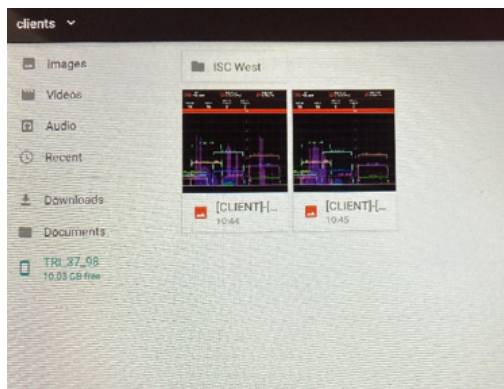 clients
Images
Videos
Audio
Recent
Downloads
Documents
TRI_37_98
10.93 GB free
ISC West
[CLIENT]-[...
10:44
[CLIENT]-[...
10:45